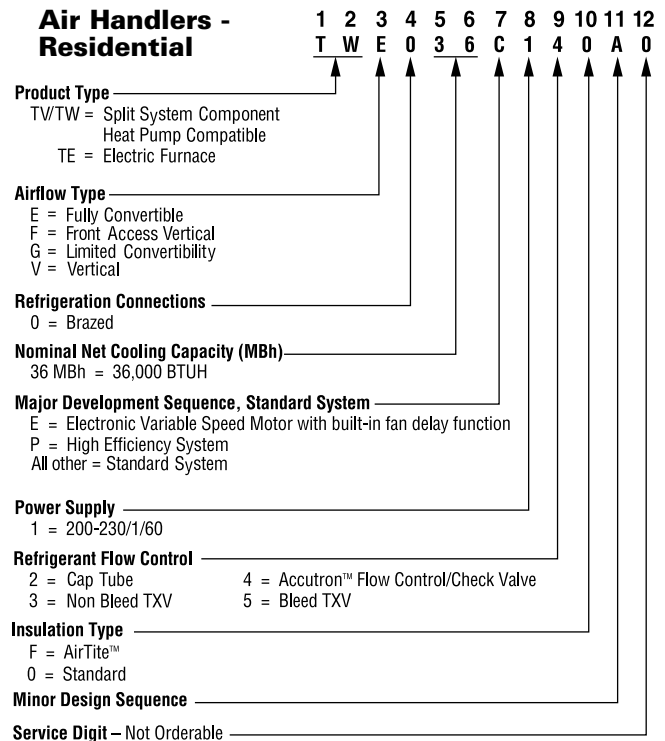 Air Handlers - 1 2 3 4 5 6 7 8 9 10 11 12
Residential T W E 0 3 6 C 1 4 0 A 0
Product Type
TV/TW = Split System Component
Heat Pump Compatible
TE = Electric Furnace
Airflow Type
E = Fully Convertible
F = Front Access Vertical
G = Limited Convertibility
V = Vertical
Refrigeration Connections
0 = Brazed
Nominal Net Cooling Capacity (MBh)
36 MBh = 36,000 BTUH
Major Development Sequence, Standard System
E = Electronic Variable Speed Motor with built-in fan delay function
P = High Efficiency System
All other = Standard System
Power Supply
1 = 200-230/1/60
Refrigerant Flow Control
2 = Cap Tube 4 = Accutron™ Flow Control/Check Valve
3 = Non Bleed TXV 5 = Bleed TXV
Insulation Type
F = AirTite™
0 = Standard
Minor Design Sequence
Service Digit – Not Orderable